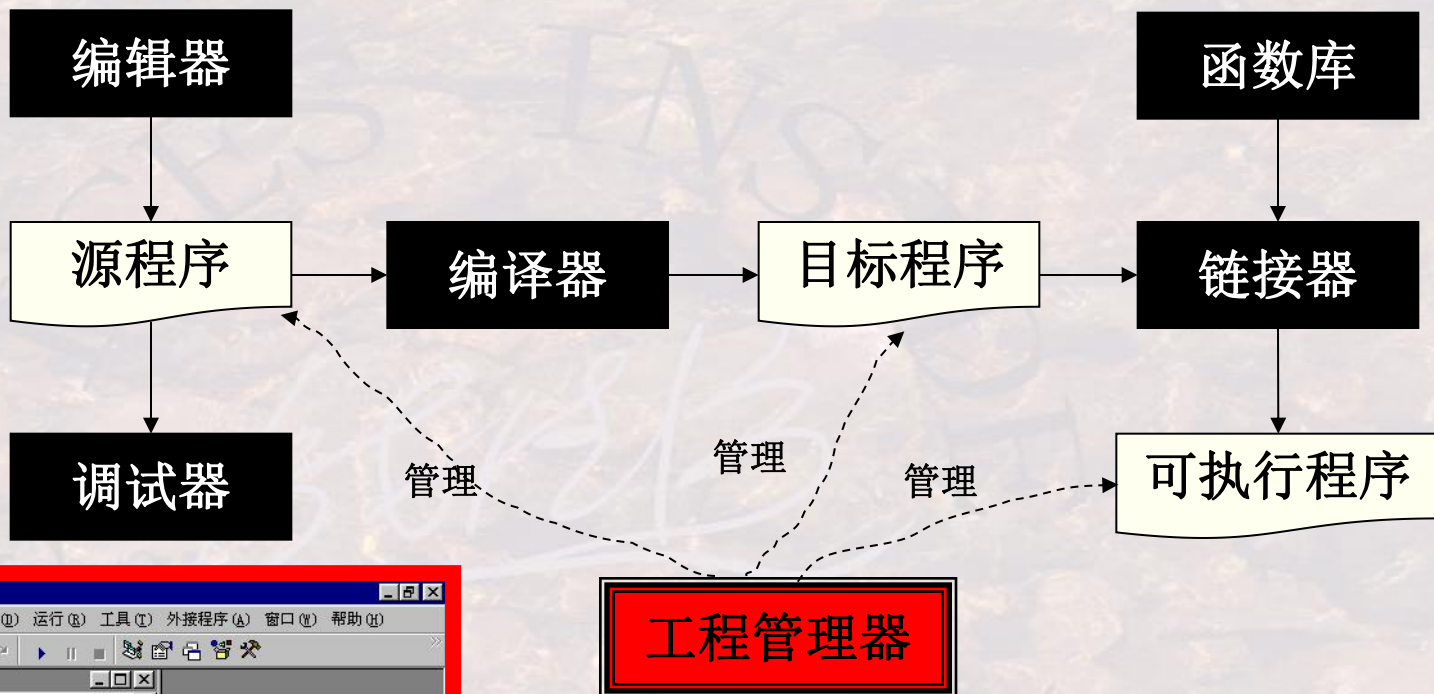 编辑器
函数库
源程序
编译器
目标程序
链接器
调试器
管理
管理
管理
可执行程序
工程管理器
(D) 运行(R) 工具(T) 外接程序(A) 窗口(W) 帮助(H)